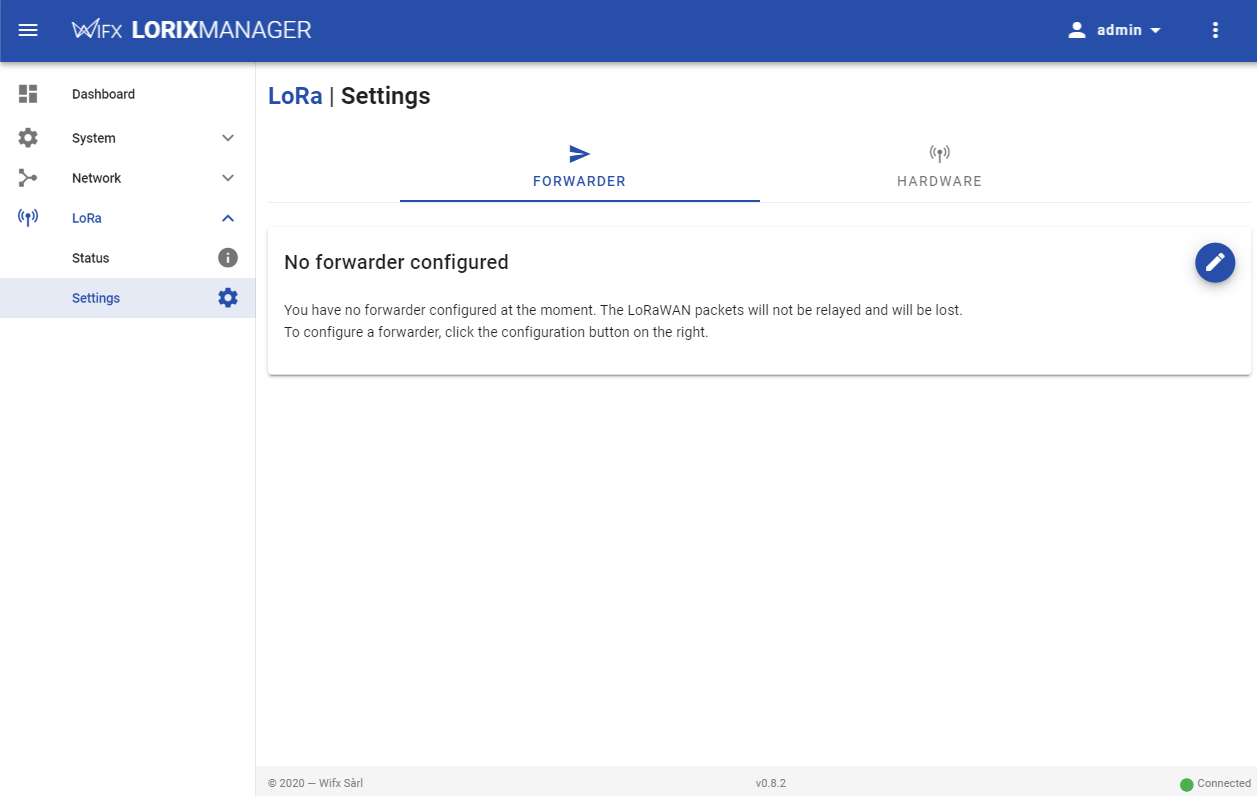 WIFX LORIXMANAGER
admin
Dashboard
System
Network
LoRa
Status
Settings
LoRa | Settings
FORWARDER
HARDWARE
No forwarder configured
You have no forwarder configured at the moment. The LoRaWAN packets will not be relayed and will be lost.
To configure a forwarder, click the configuration button on the right.
© 2020 — Wifx Sàrl
v0.8.2
Connected